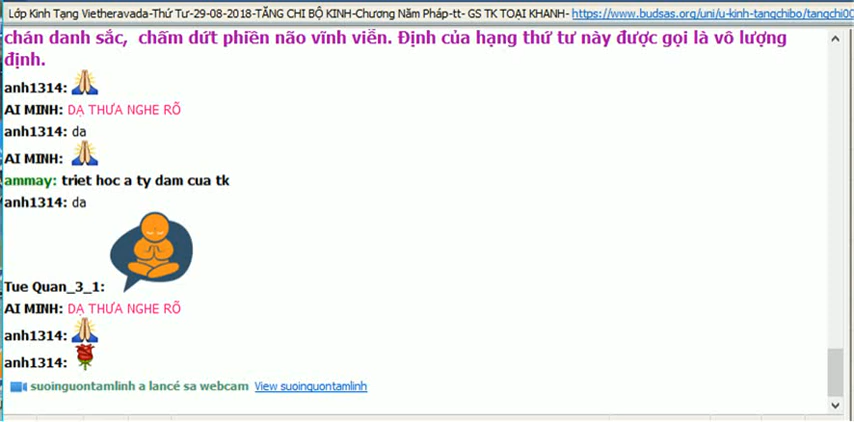 Lớp Kinh Tạng Vietheravada-Thứ Tư-29-08-2018-TĂNG CHI BỘ KINH-Chương Năm Pháp-tt- GS TK TOẠI KHANH- https://www.budsas.org/uni/u-kinh-tangchibo/tangchi0
chán danh sắc, chấm dứt phiền não vĩnh viễn. Định của hạng thứ tư này được gọi là vô lượng
định.
anh1314:
AI MINH: DẠ THƯA NGHE RÕ
anh1314: da
AI MINH:
ammay: triet hoc a ty dam cua tk
anh1314: da
Tue Quan_3_1:
AI MINH: DẠ THƯA NGHE RÕ
anh1314:
anh1314:
suoinguontamlinh a lancé sa webcam View suoinguontamlinh